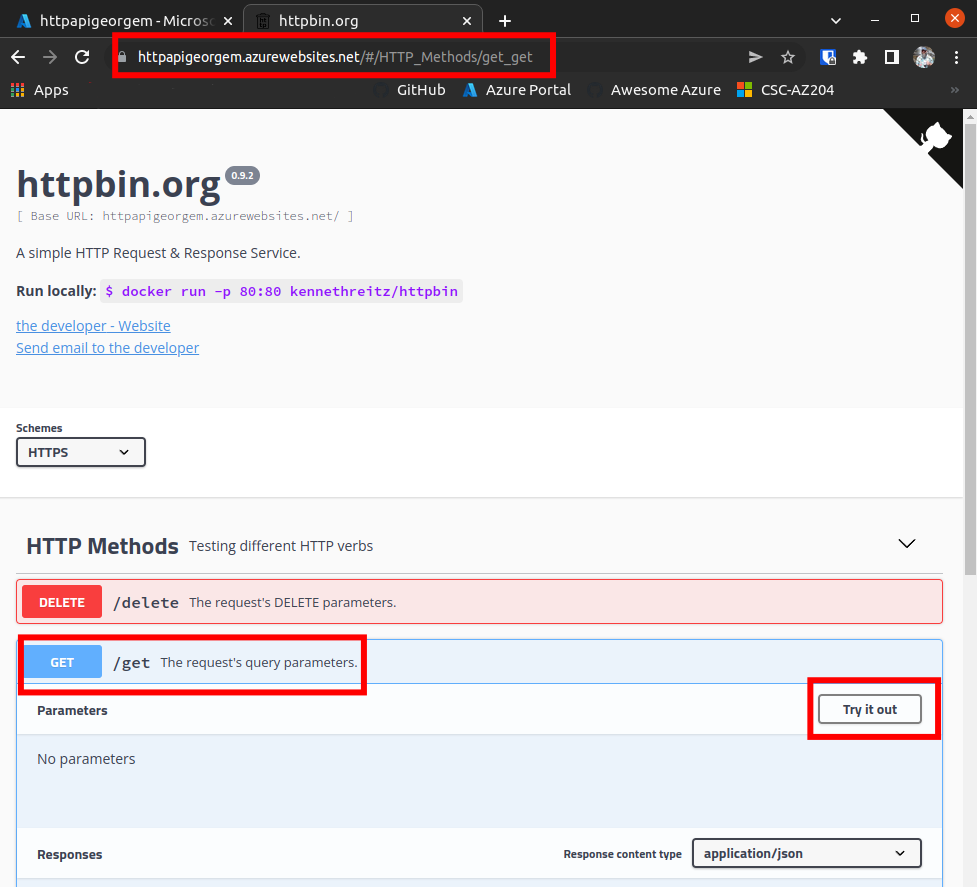 httpapigeorgem - Micros
httpbin.org
httpapigeorgem.azurewebsites.net/#/HTTP_Methods/get_get
Apps
GitHub
Azure Portal
Awesome Azure
CSC-AZ204
httpbin.org 0.9.2
[ Base URL: httpapigeorgem.azurewebsites.net/ ]
A simple HTTP Request & Response Service.
Run locally: $ docker run -p 80:80 kennethreitz/httpbin
the developer - Website
Send email to the developer
Schemes
HTTPS
HTTP Methods Testing different HTTP verbs
DELETE /delete The request's DELETE parameters.
GET /get The request's query parameters.
Parameters
Try it out
No parameters
Responses
Response content type application/json